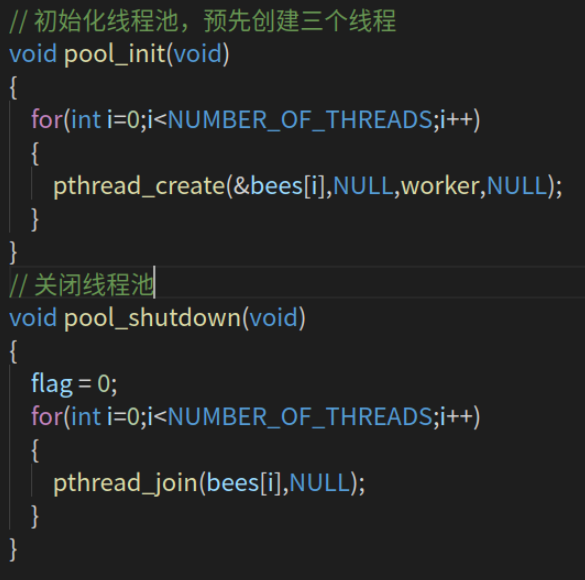 // 初始化线程池，预先创建三个线程
void pool_init(void)
{
for(int i=0;i<NUMBER_OF_THREADS;i++)
{
pthread_create(&bees[i],NULL,worker,NULL);
}
}
// 关闭线程池
void pool_shutdown(void)
{
flag = 0;
for(int i=0;i<NUMBER_OF_THREADS;i++)
{
pthread_join(bees[i],NULL);
}
}